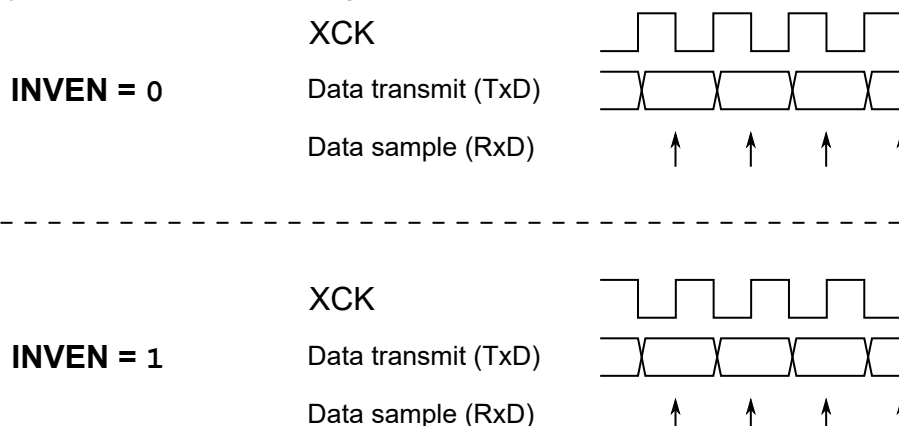 XCK
INVEN = 0 Data transmit (TxD)
Data sample (RxD)
XCK
INVEN = 1 Data transmit (TxD)
Data sample (RxD)